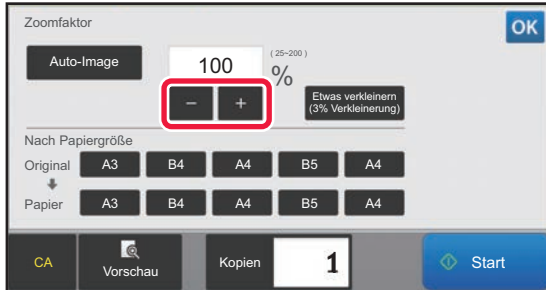 Zoomfaktor
OK
Auto-Image
100
(25~200)
%
− +
Etwas verkleinern
(3% Verkleinerung)
Nach Papiergröße
Original A3 B4 A4 B5 A4
Papier A3 B4 A4 B5 A4
CA Vorschau Kopien 1 Start